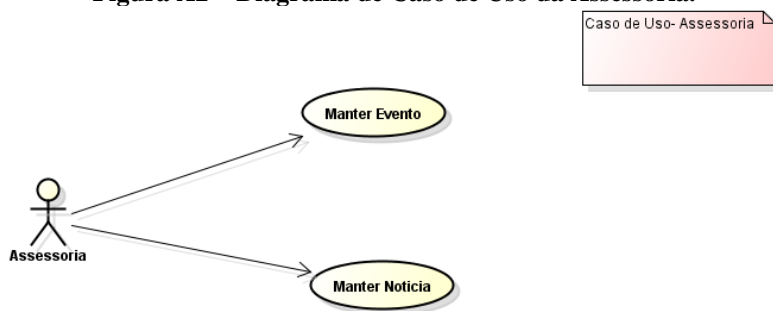 Diagrama de Caso de Uso da Assessoria.
Caso de Uso- Assessoria
Manter Evento
Assessoria
Manter Noticia